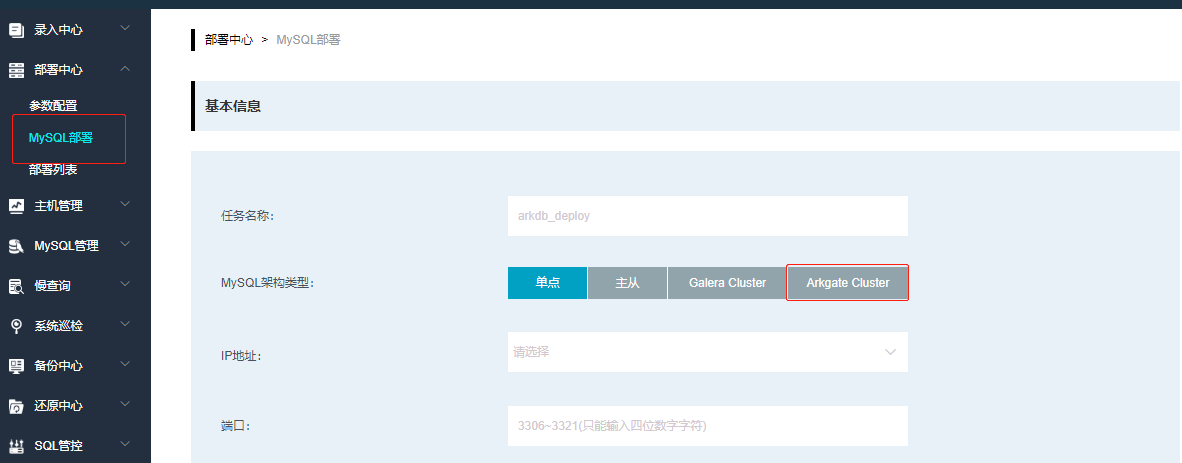 录入中心
部署中心
参数配置
MySQL部署
部署列表
主机管理
MySQL管理
慢查询
系统巡检
备份中心
还原中心
SQL管控
部署中心 > MySQL部署
基本信息
任务名称: arkdb_deploy
MySQL架构类型: 单点 主从 Galera Cluster Arkgate Cluster
IP地址: 请选择
端口: 3306~3321(只能输入四位数字字符)